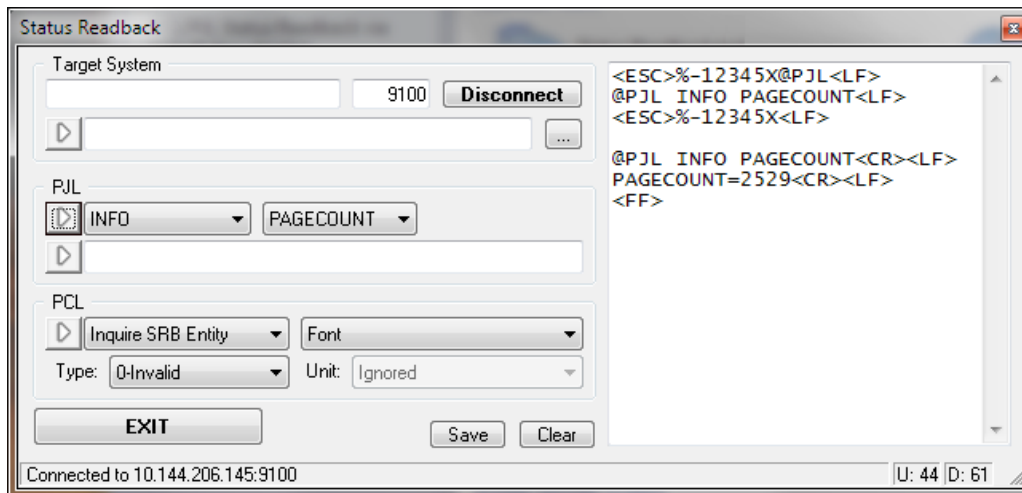 Status Readback
Target System
9100 Disconnect
...
PJL
INFO PAGECOUNT
PCL
Inquire SRB Entity Font
Type: 0-Invalid Unit: Ignored
EXIT
Save Clear
<ESC>%-12345X@PJL<LF>
@PJL INFO PAGECOUNT<LF>
<ESC>%-12345X<LF>
@PJL INFO PAGECOUNT<CR><LF>
PAGECOUNT=2529<CR><LF>
<FF>
Connected to 10.144.206.145:9100 U: 44 D: 61